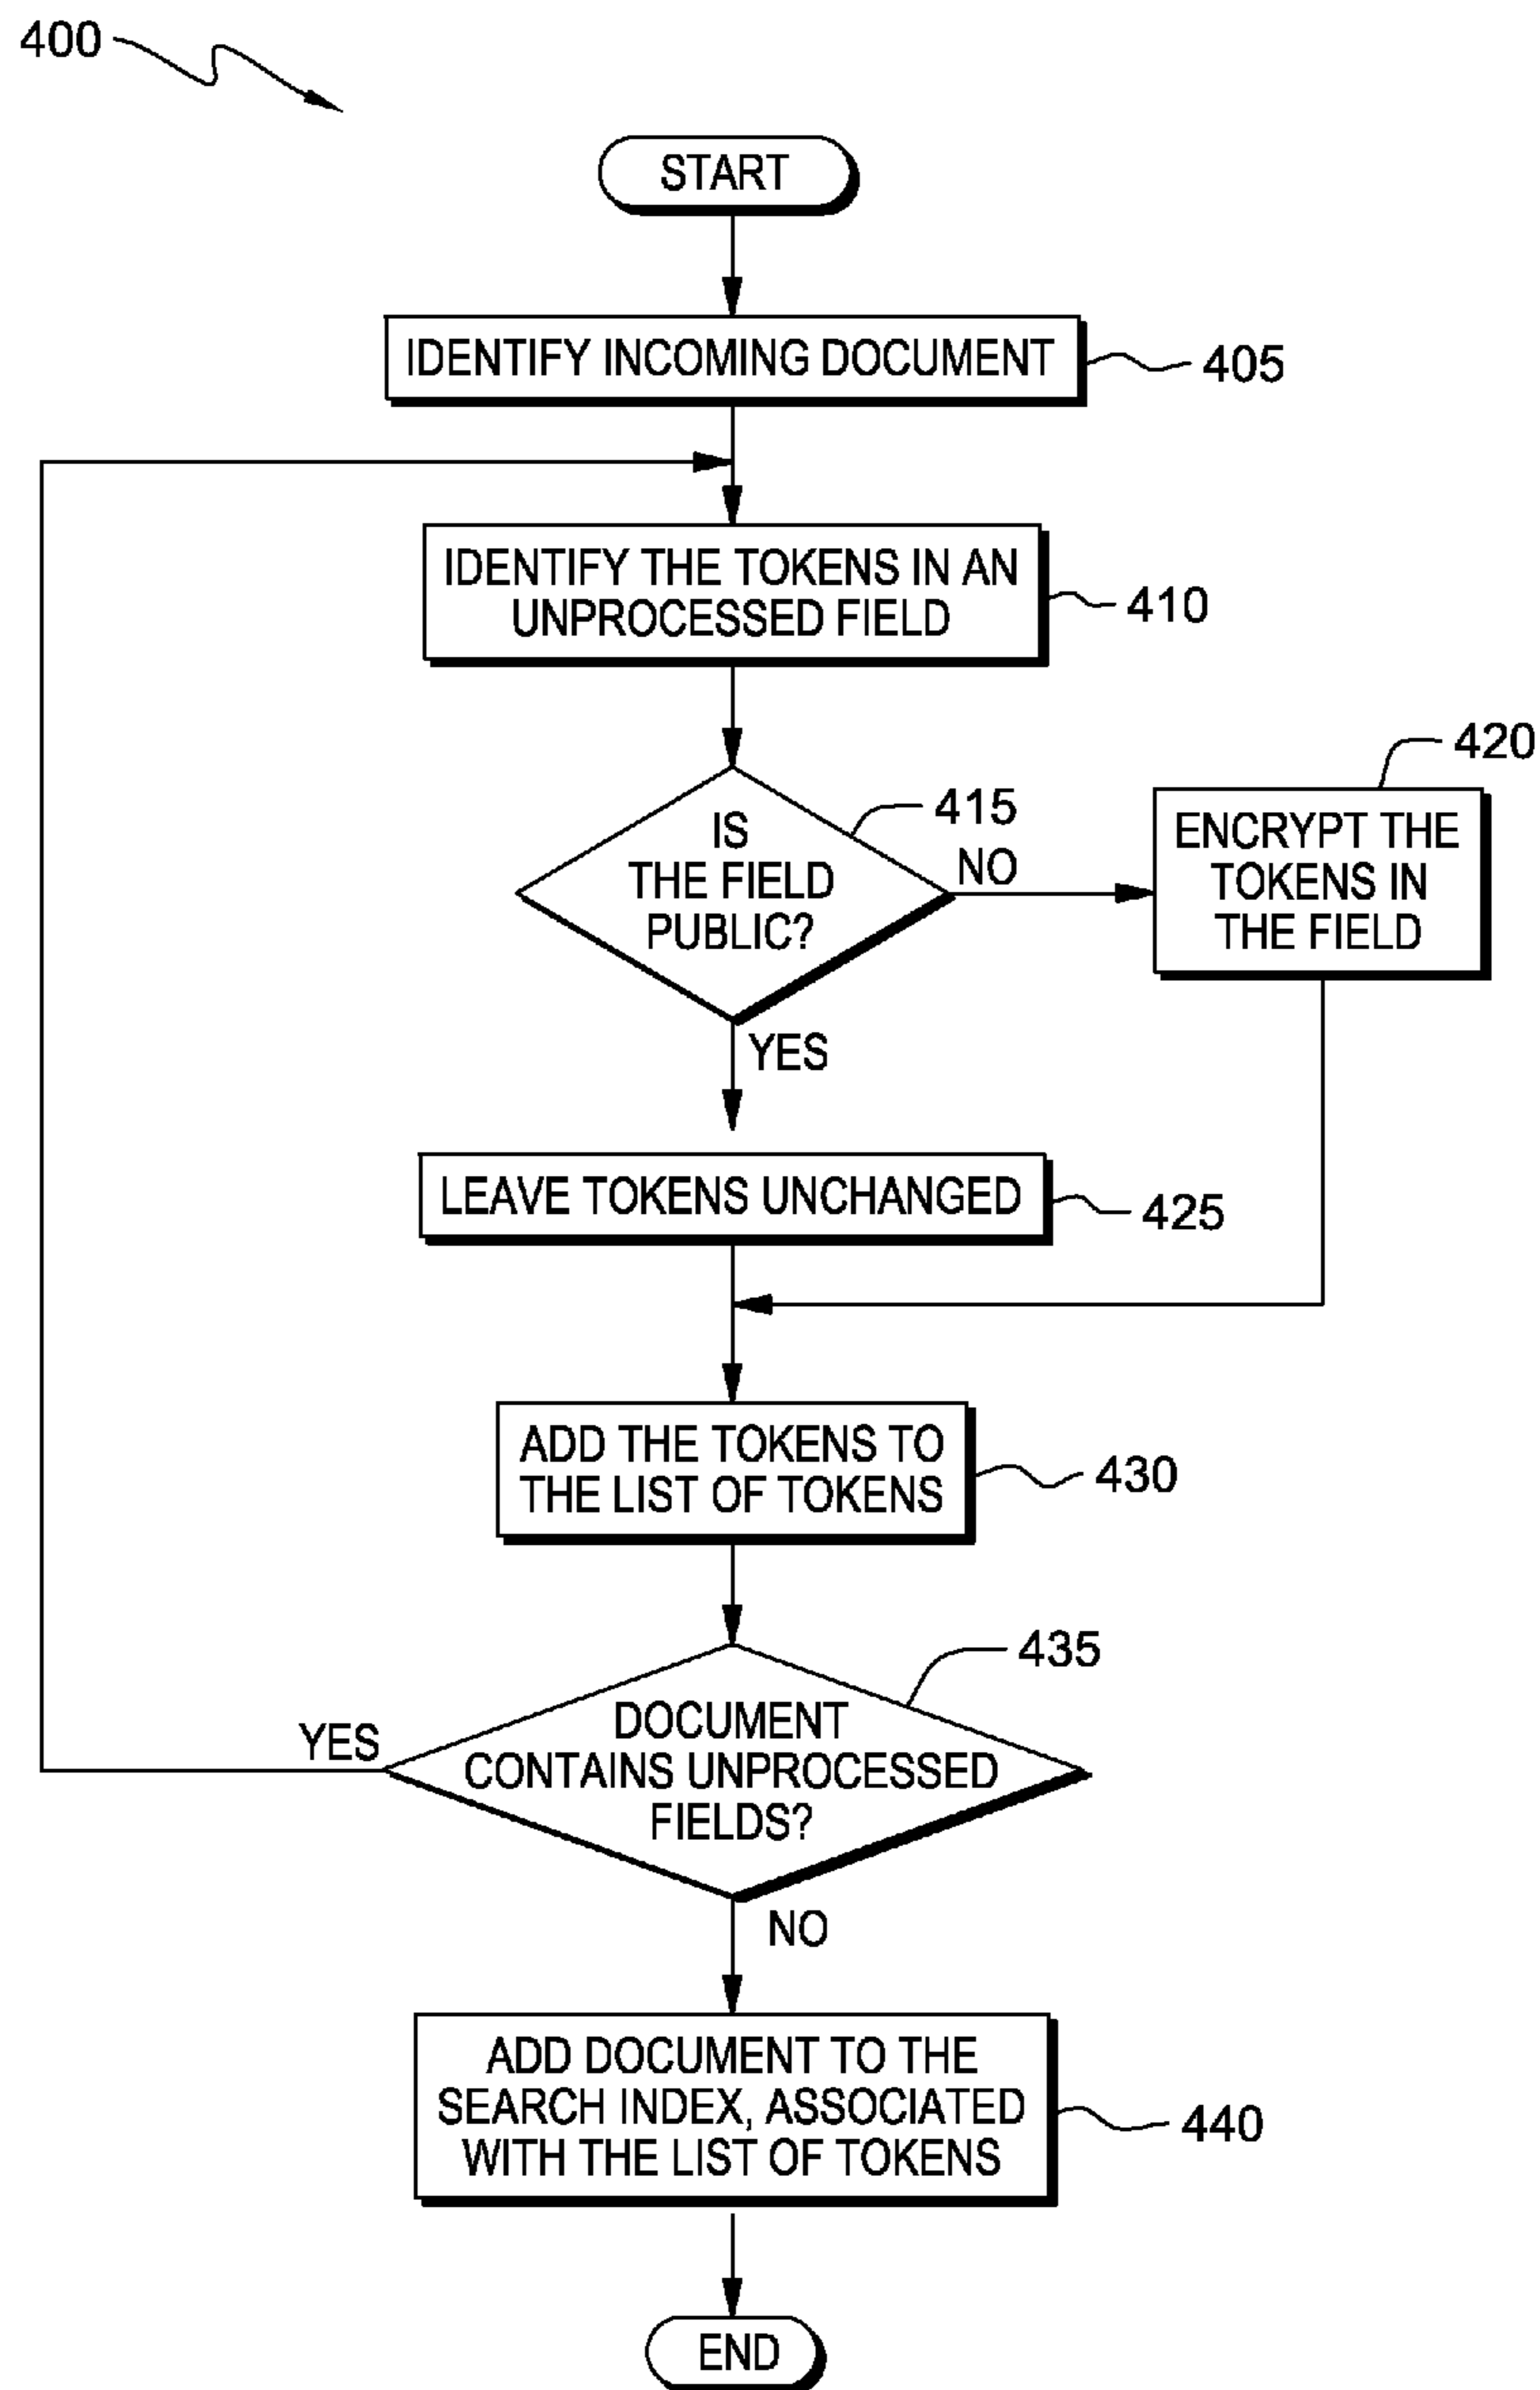 400
START
IDENTIFY INCOMING DOCUMENT
405
IDENTIFY THE TOKENS IN AN
UNPROCESSED FIELD
410
IS
THE FIELD
PUBLIC?
415
NO
420
ENCRYPT THE
TOKENS IN
THE FIELD
YES
LEAVE TOKENS UNCHANGED
425
ADD THE TOKENS TO
THE LIST OF TOKENS
430
435
DOCUMENT
CONTAINS UNPROCESSED
FIELDS?
YES
NO
ADD DOCUMENT TO THE
SEARCH INDEX, ASSOCIATED
WITH THE LIST OF TOKENS
440
END